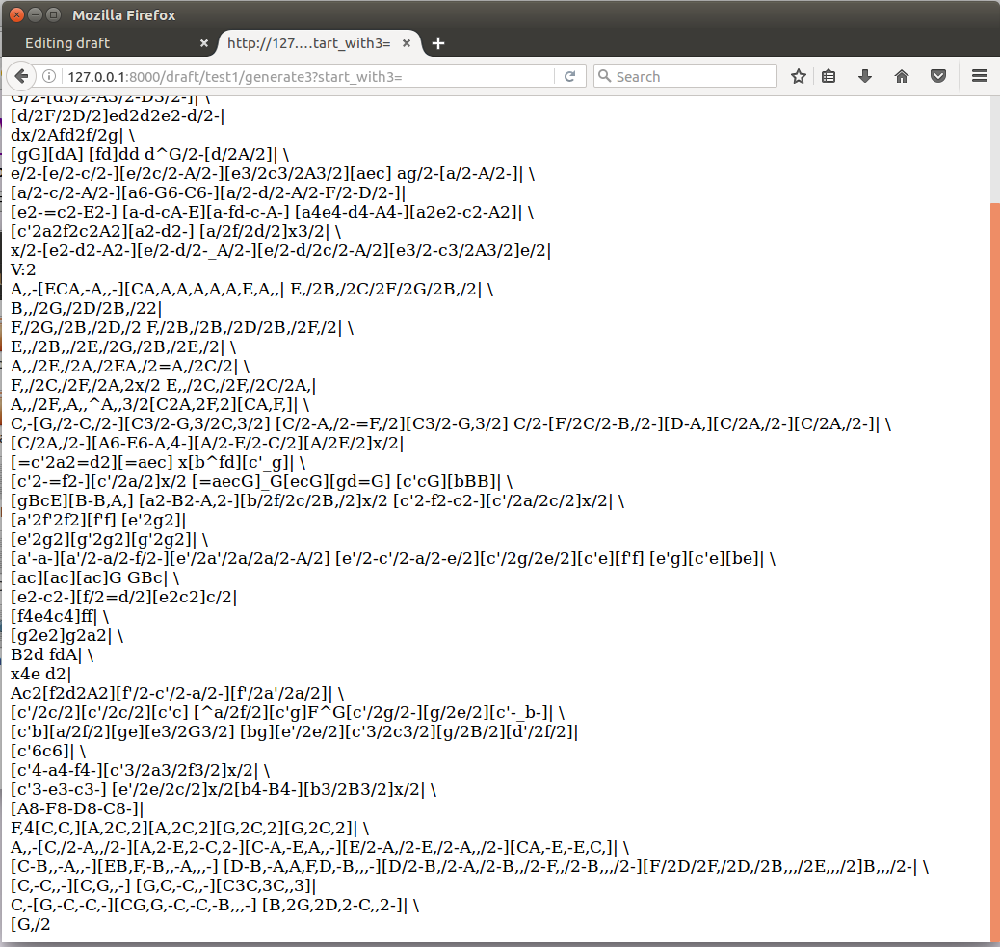 Mozilla Firefox
Editing draft
http://127....tart_with3=
127.0.0.1:8000/draft/test1/generate3?start_with3=
Search
G/2-[d3/2-A3/2-D3/2-]| \
[d/2F/2D/2]ed2d2e2-d/2-|
dx/2Afd2f/2g| \
[gG][dA] [fd]dd d^G/2-[d/2A/2]| \
e/2-[e/2-c/2-][e/2c/2-A/2-][e3/2c3/2A3/2][aec] ag/2-[a/2-A/2-]| \
[a/2-c/2-A/2-][a6-G6-C6-][a/2-d/2-A/2-F/2-D/2-]|
[e2-=c2-E2-] [a-d-cA-E][a-fd-c-A-] [a4e4-d4-A4-][a2e2-c2-A2]| \
[c'2a2f2c2A2][a2-d2-] [a/2f/2d/2]x3/2| \
x/2-[e2-d2-A2-][e/2-d/2-_A/2-][e/2-d/2c/2-A/2][e3/2-c3/2A3/2]e/2|
V:2
A,,-[ECA,-A,,-][CA,A,A,A,A,A,E,A,,| E,/2B,/2C/2F/2G/2B,/2| \
B,,/2G,/2D/2B,/22|
F,/2G,/2B,/2D,/2 F,/2B,/2B,/2D/2B,/2F,/2| \
E,,/2B,,/2E,/2G,/2B,/2E,/2| \
A,,/2E,/2A,/2EA,/2=A,/2C/2| \
F,,/2C,/2F,/2A,2x/2 E,,/2C,/2F,/2C/2A,|
A,,/2F,,A,,^A,,3/2[C2A,2F,2][CA,F,]| \
C,-[G,/2-C,/2-][C3/2-G,3/2C,3/2] [C/2-A,/2-=F,/2][C3/2-G,3/2] C/2-[F/2C/2-B,/2-][D-A,][C/2A,/2-][C/2A,/2-]| \
[C/2A,/2-][A6-E6-A,4-][A/2-E/2-C/2][A/2E/2]x/2|
[=c'2a2=d2][=aec] x[b^fd][c'_g]| \
[c'2-=f2-][c'/2a/2]x/2 [=aecG]_G[ecG][gd=G] [c'cG][bBB]| \
[gBcE][B-B,A,] [a2-B2-A,2-][b/2f/2c/2B,/2]x/2 [c'2-f2-c2-][c'/2a/2c/2]x/2| \
[a'2f'2f2][f'f] [e'2g2]|
[e'2g2][g'2g2][g'2g2]| \
[a'-a-][a'/2-a/2-f/2-][e'/2a'/2a/2a/2-A/2] [e'/2-c'/2-a/2-e/2][c'/2g/2e/2][c'e][f'f] [e'g][c'e][be]| \
[ac][ac][ac]G GBc| \
[e2-c2-][f/2=d/2][e2c2]c/2|
[f4e4c4]ff| \
[g2e2]g2a2| \
B2d fdA| \
x4e d2|
Ac2[f2d2A2][f'/2-c'/2-a/2-][f'/2a'/2a/2]| \
[c'/2c/2][c'/2c/2][c'c] [^a/2f/2][c'g]F^G[c'/2g/2-][g/2e/2][c'-_b-]| \
[c'b][a/2f/2][ge][e3/2G3/2] [bg][e'/2e/2][c'3/2c3/2][g/2B/2][d'/2f/2]|
[c'6c6]| \
[c'4-a4-f4-][c'3/2a3/2f3/2]x/2| \
[c'3-e3-c3-] [e'/2e/2c/2]x/2[b4-B4-][b3/2B3/2]x/2| \
[A8-F8-D8-C8-]|
F,4[C,C,][A,2C,2][A,2C,2][G,2C,2][G,2C,2]| \
A,,-[C,/2-A,,/2-][A,2-E,2-C,2-][C-A,-E,A,,-][E/2-A,/2-E,/2-A,,/2-][CA,-E,-E,C,]| \
[C-B,,-A,,-][EB,F,-B,,-A,,,-] [D-B,-A,A,F,D,-B,,,-][D/2-B,/2-A,/2-B,,/2-F,,/2-B,,,/2-][F/2D/2F,/2D,/2B,,,/2E,,,/2]B,,,/2-| \
[C,-C,,-][C,G,,-] [G,C,-C,,-][C3C,3C,,3]|
C,-[G,-C,-C,-][CG,G,-C,-C,-B,,,-] [B,2G,2D,2-C,,2-]| \
[G,/2